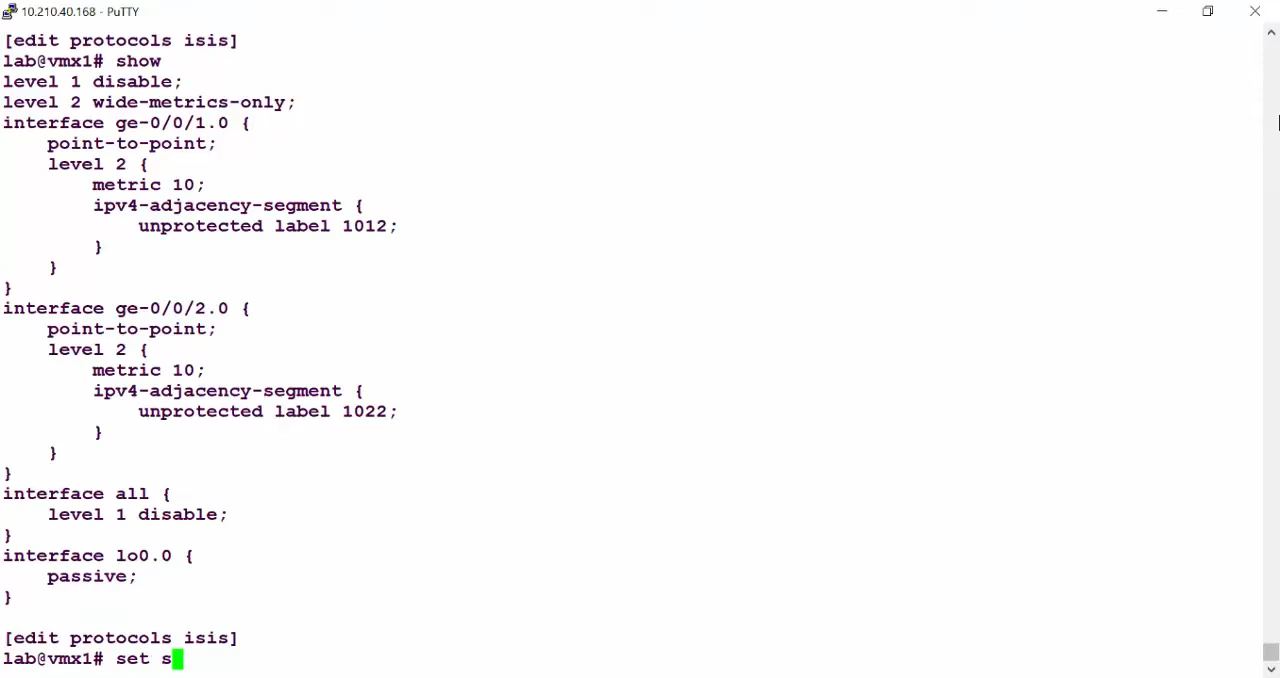 10.210.40.168 - PuTTY
[edit protocols isis]
lab@vmx1# show
level 1 disable;
level 2 wide-metrics-only;
interface ge-0/0/1.0 {
    point-to-point;
    level 2 {
        metric 10;
        ipv4-adjacency-segment {
            unprotected label 1012;
        }
    }
}
interface ge-0/0/2.0 {
    point-to-point;
    level 2 {
        metric 10;
        ipv4-adjacency-segment {
            unprotected label 1022;
        }
    }
}
interface all {
    level 1 disable;
}
interface lo0.0 {
    passive;
}

[edit protocols isis]
lab@vmx1# set s